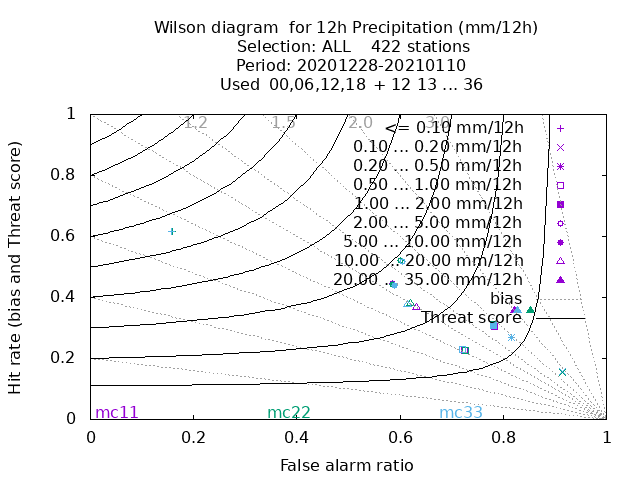 Wilson diagram  for 12h Precipitation (mm/12h)
Selection: ALL    422 stations
Period: 20201228-20210110
Used  00,06,12,18  + 12 13 ... 36
Hit rate (bias and Threat score)
1
0.8
0.6
0.4
0.2
0
1.2
1.5
2.0
3.0
<= 0.10 mm/12h
0.10 ... 0.20 mm/12h
0.20 ... 0.50 mm/12h
0.50 ... 1.00 mm/12h
1.00 ... 2.00 mm/12h
2.00 ... 5.00 mm/12h
5.00 ... 10.00 mm/12h
10.00 ... 20.00 mm/12h
20.00 ... 35.00 mm/12h
bias
Threat score
mc11
mc22
mc33
0
0.2
0.4
0.6
0.8
1
False alarm ratio